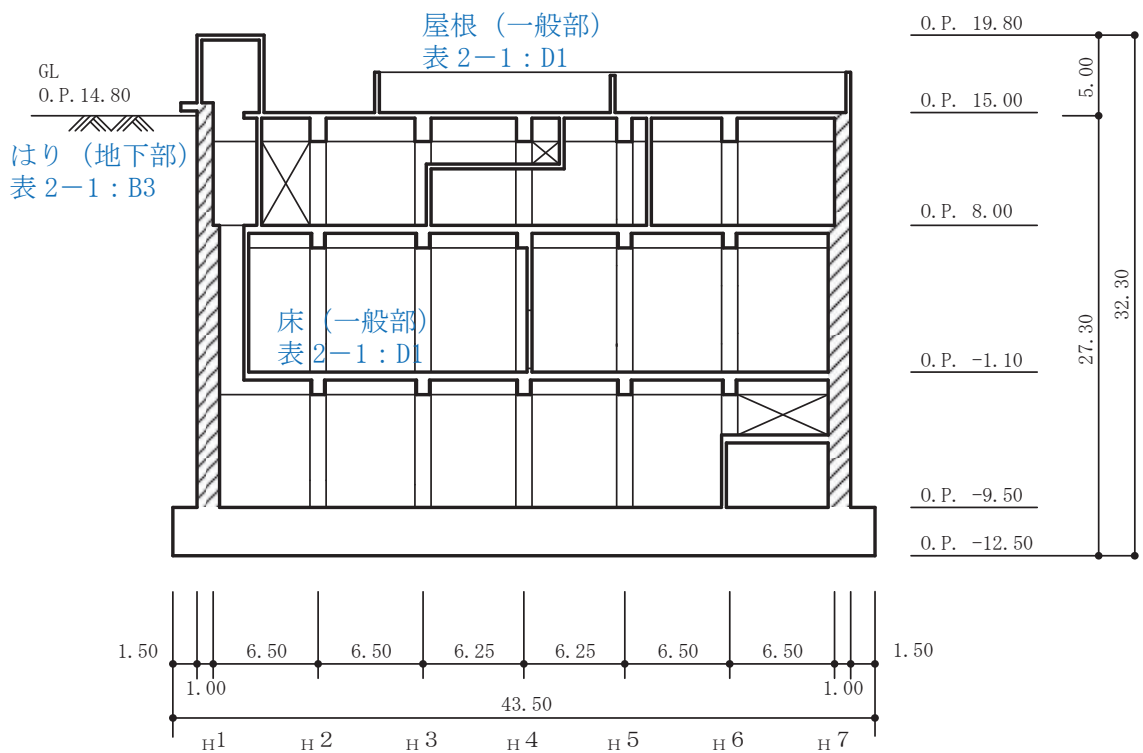 屋根（一般部）
表2－1：D1
GL
O.P.14.80
はり（地下部）
表2－1：B3
床（一般部）
表2－1：D1
O.P. 19.80
O.P. 15.00
O.P. 8.00
O.P. -1.10
O.P. -9.50
O.P. -12.50
5.00
27.30
32.30
1.50
6.50
6.50
6.25
6.25
6.50
6.50
1.50
1.00
1.00
43.50
H1
H2
H3
H4
H5
H6
H7